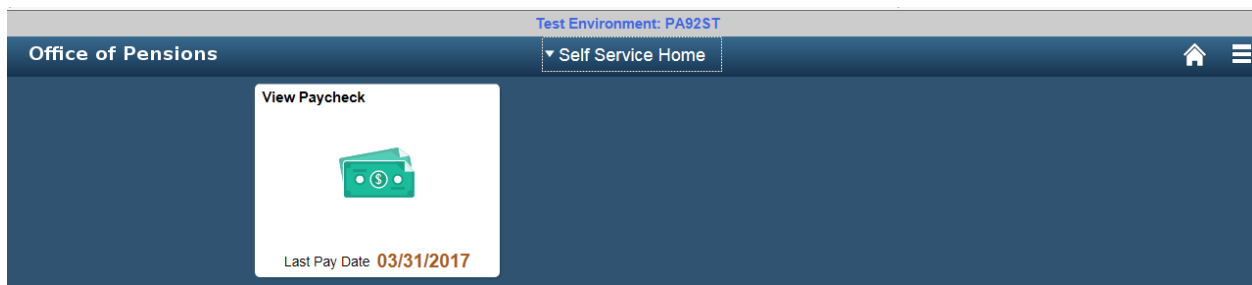 Test Environment: PA92ST
Office of Pensions
Self Service Home
View Paycheck
$
Last Pay Date 03/31/2017